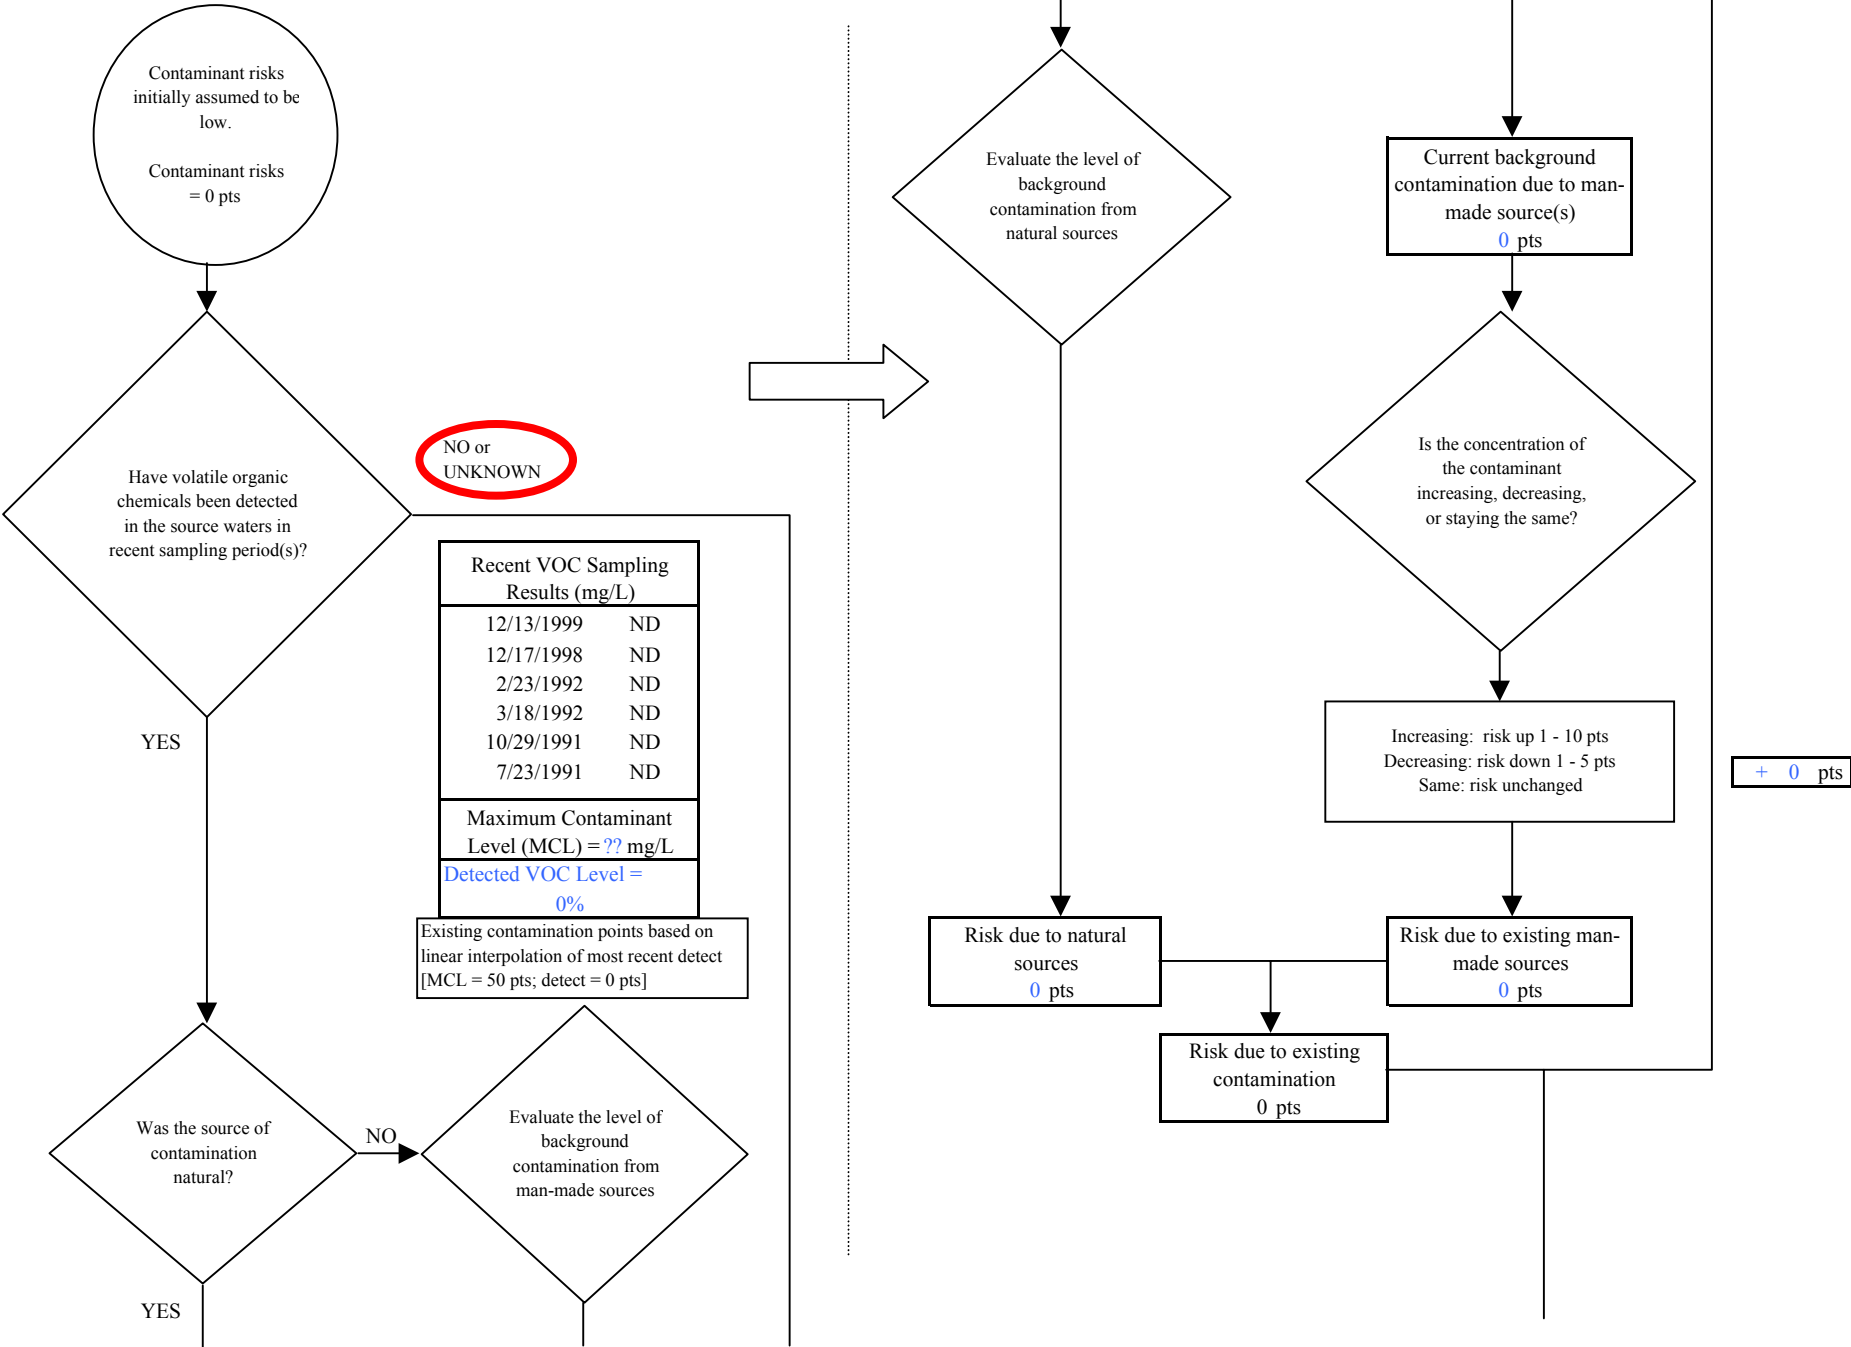 Contaminant risks
initially assumed to be
low.
Contaminant risks
= 0 pts
Have volatile organic
chemicals been detected
in the source waters in
recent sampling period(s)?
NO or
UNKNOWN
YES
Recent VOC Sampling
Results (mg/L)
12/13/1999 ND
12/17/1998 ND
2/23/1992 ND
3/18/1992 ND
10/29/1991 ND
7/23/1991 ND
Maximum Contaminant
Level (MCL) = ?? mg/L
Detected VOC Level =
0%
Existing contamination points based on
linear interpolation of most recent detect
[MCL = 50 pts; detect = 0 pts]
Was the source of
contamination
natural?
NO
YES
Evaluate the level of
background
contamination from
man-made sources
Evaluate the level of
background
contamination from
natural sources
Current background
contamination due to man-
made source(s)
0 pts
Is the concentration of
the contaminant
increasing, decreasing,
or staying the same?
Increasing: risk up 1 - 10 pts
Decreasing: risk down 1 - 5 pts
Same: risk unchanged
+ 0 pts
Risk due to natural
sources
0 pts
Risk due to existing man-
made sources
0 pts
Risk due to existing
contamination
0 pts